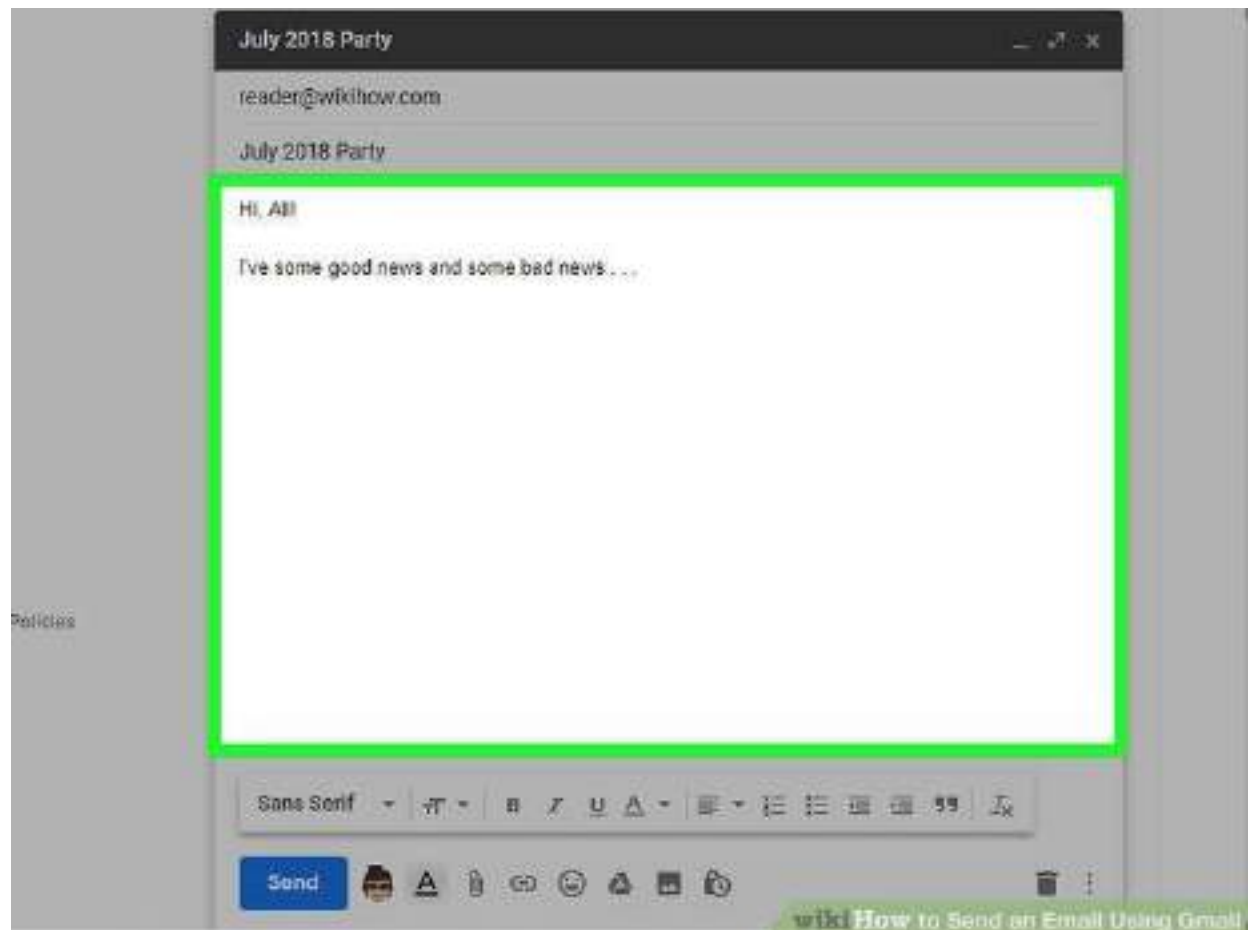 July 2018 Party
reader@wikihow.com
July 2018 Party
Hi, All!
I've some good news and some bad news . . .
Policies
Sans Serif
B I U A
Send
wikiHow to Send an Email Using Gmail